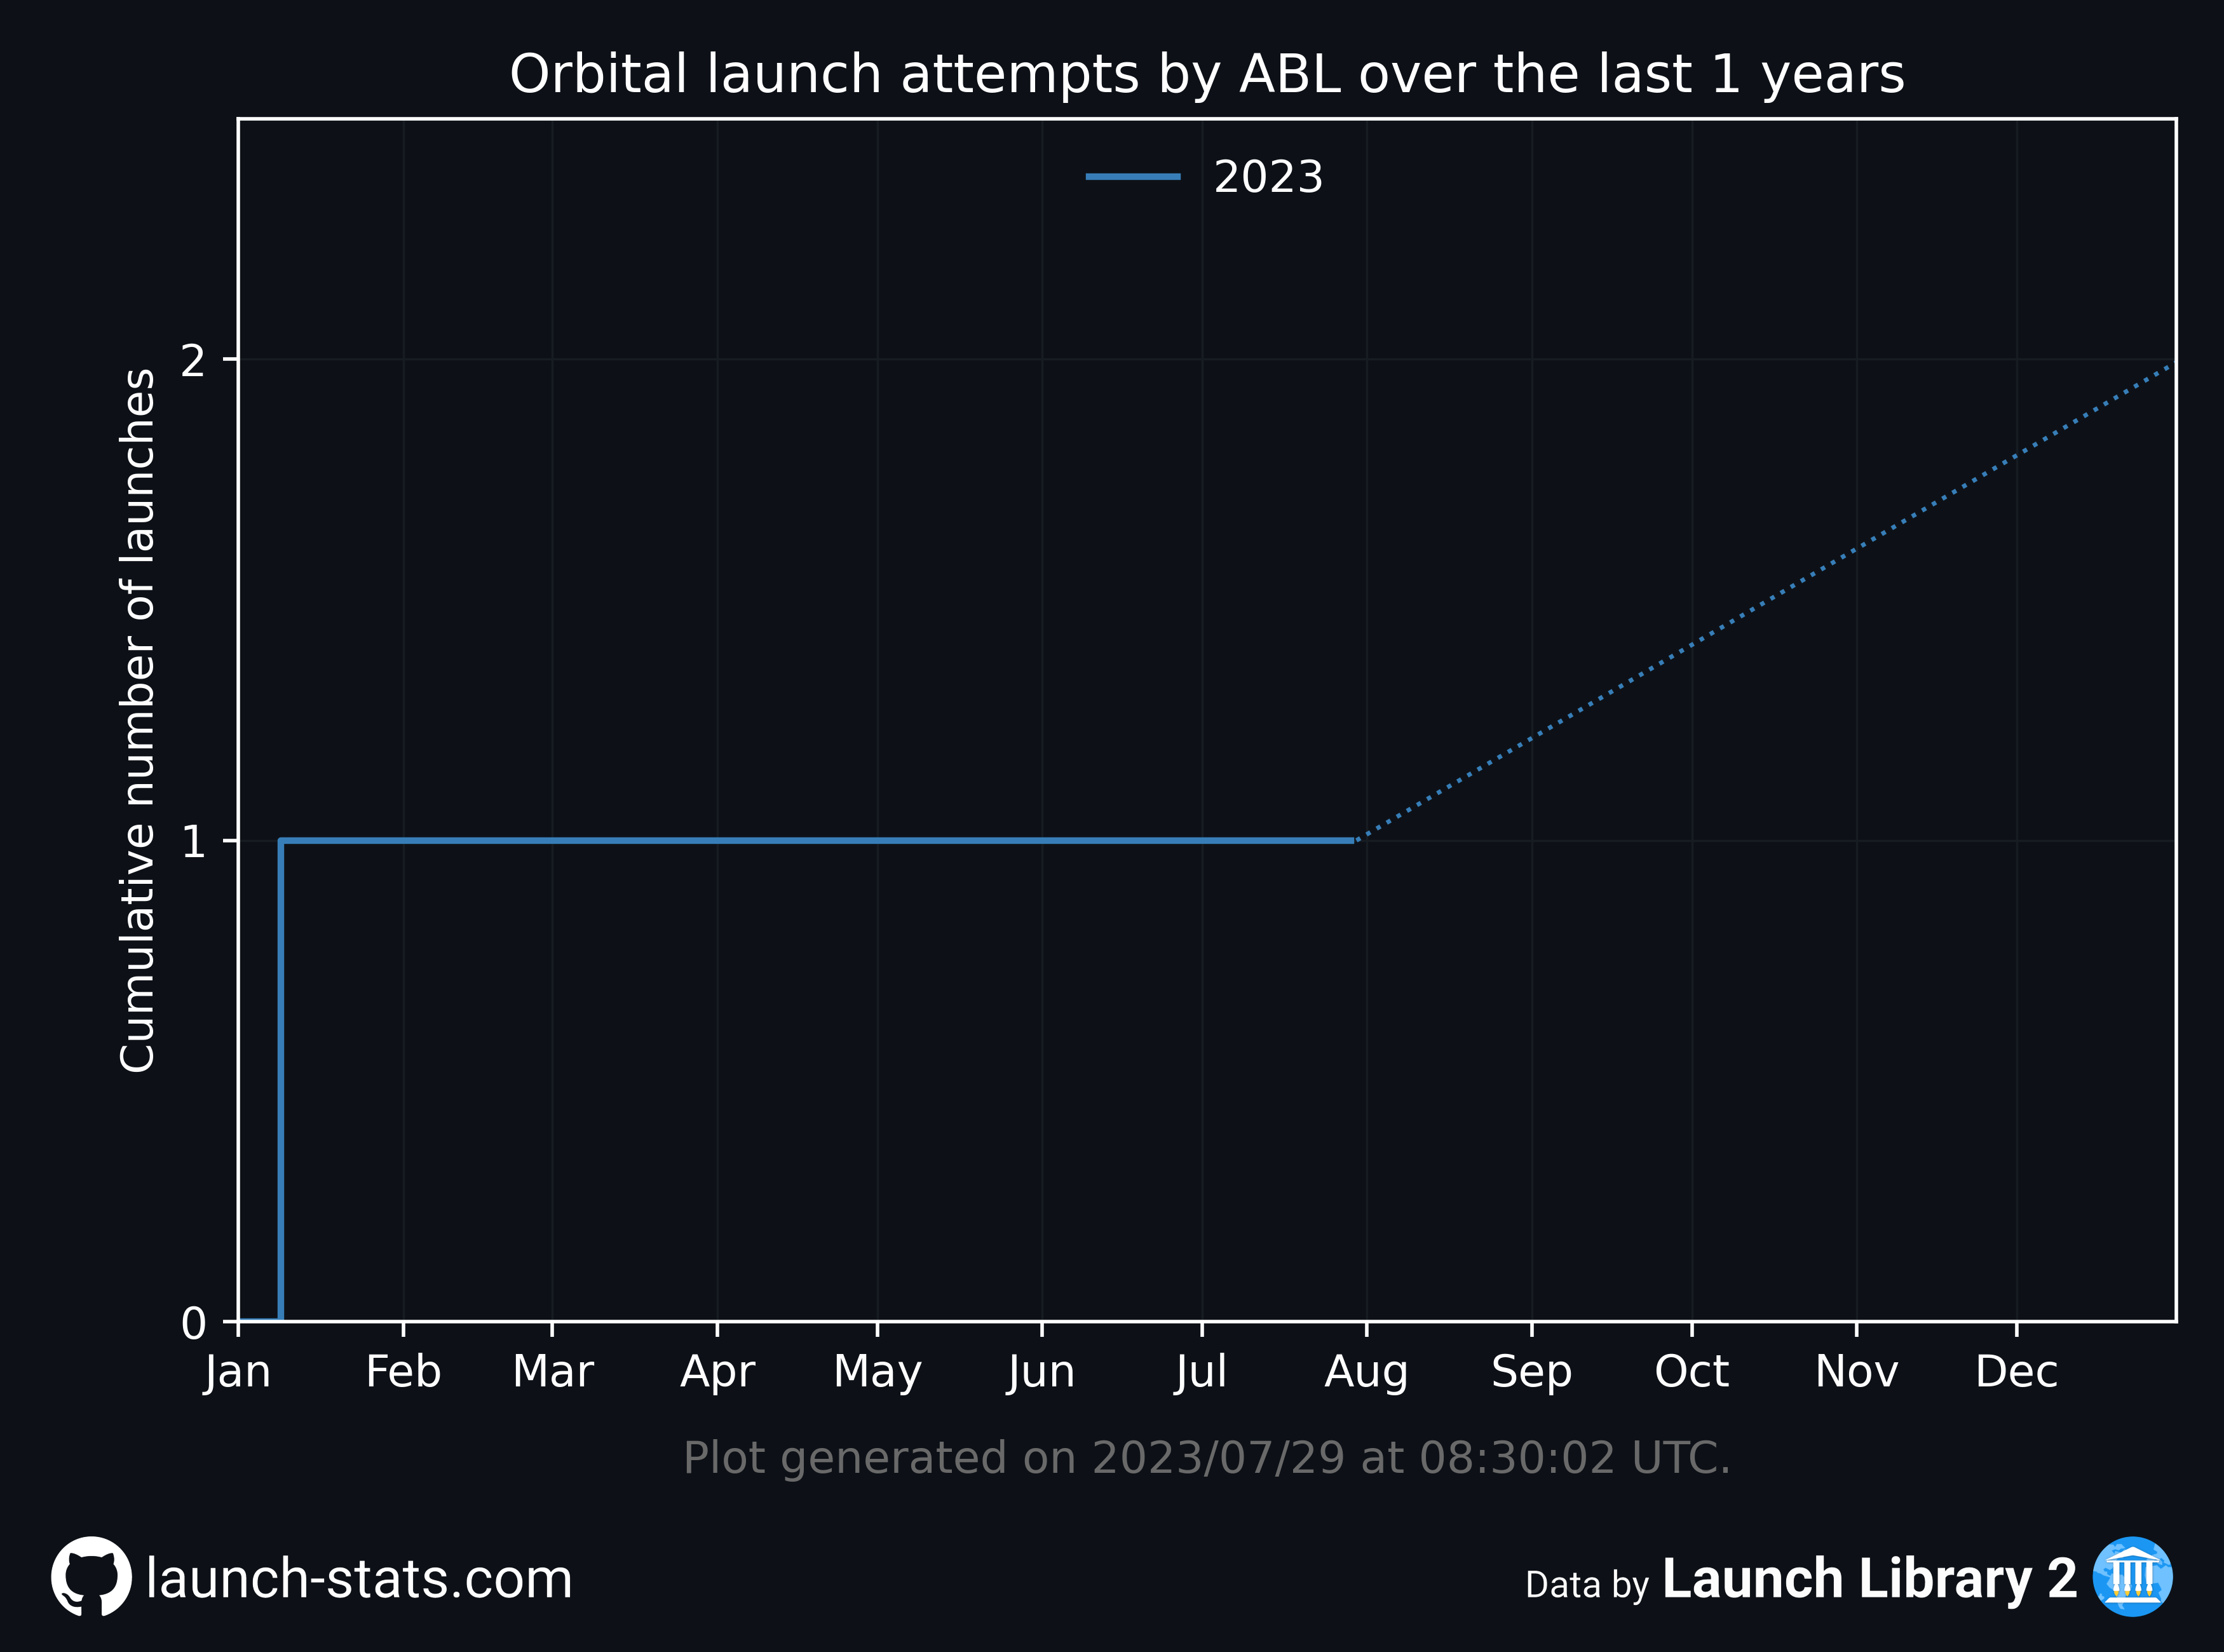 Orbital launch attempts by ABL over the last 1 years
2023
Cumulative number of launches
2
1
0
Jan Feb Mar Apr May Jun Jul Aug Sep Oct Nov Dec
Plot generated on 2023/07/29 at 08:30:02 UTC.
launch-stats.com
Data by Launch Library 2